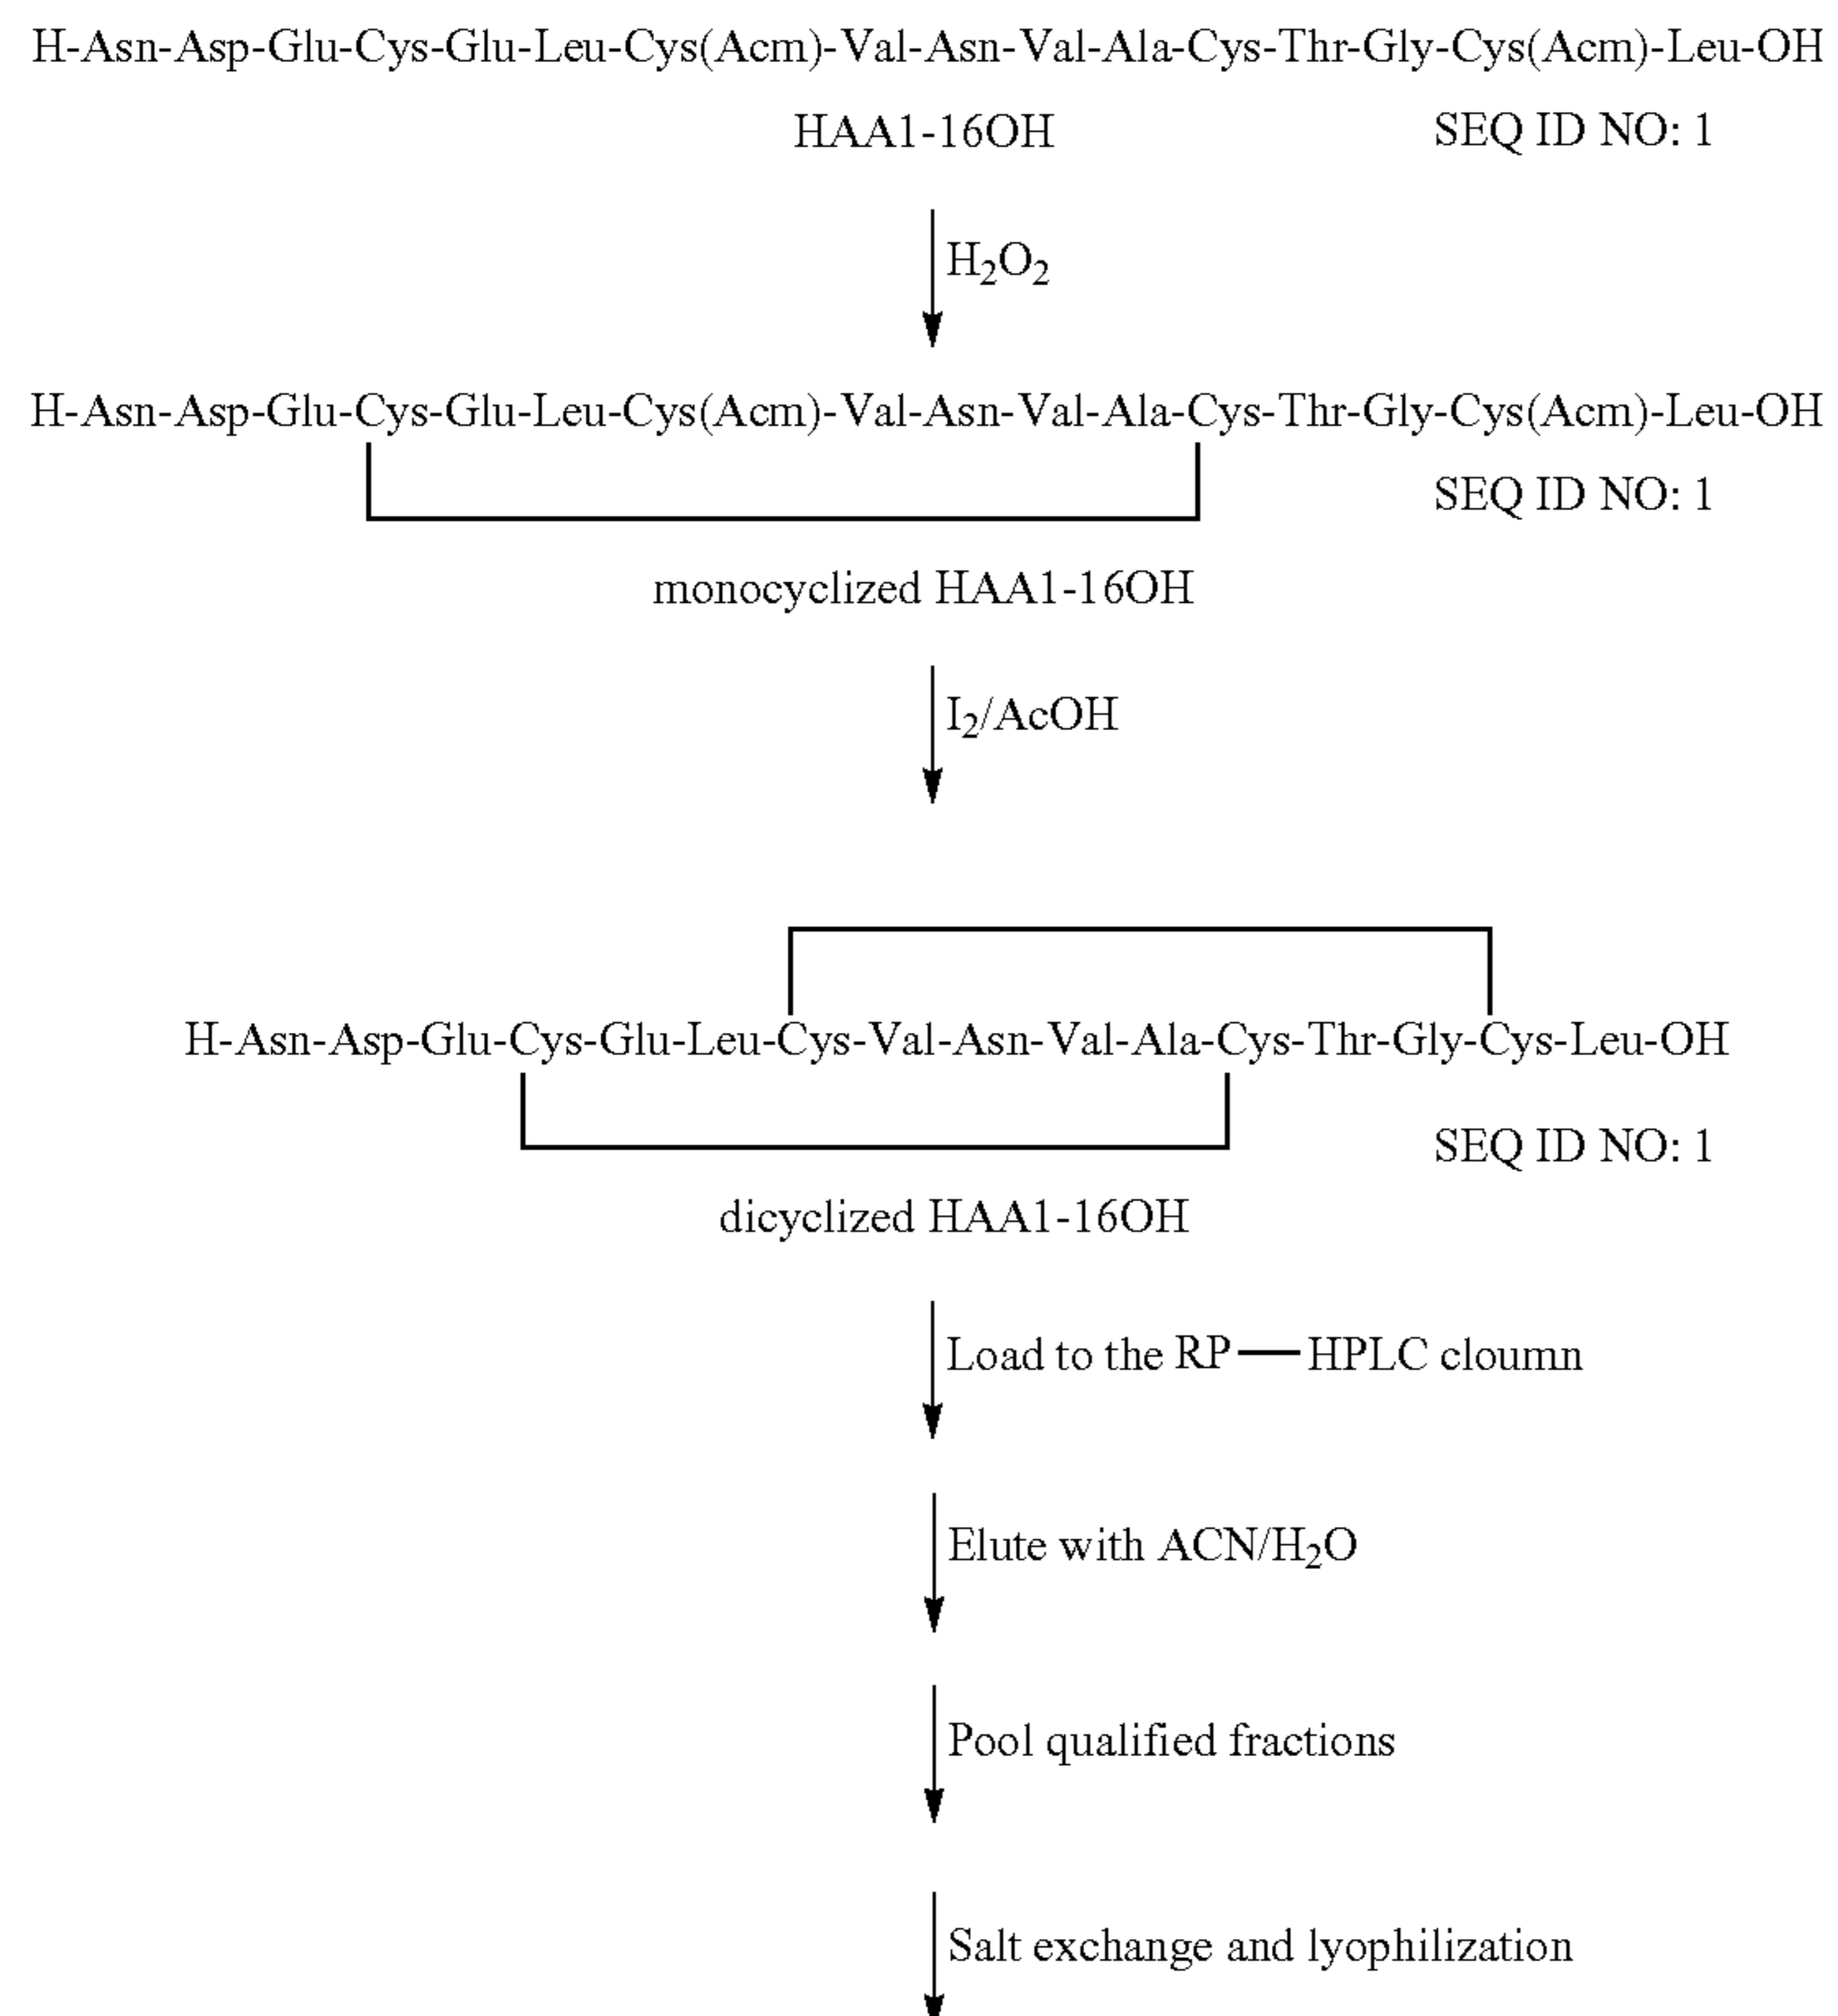 H-Asn-Asp-Glu-Cys-Glu-Leu-Cys(Acm)-Val-Asn-Val-Ala-Cys-Thr-Gly-Cys(Acm)-Leu-OH
HAA1-16OH SEQ ID NO: 1
H₂O₂
H-Asn-Asp-Glu-Cys-Glu-Leu-Cys(Acm)-Val-Asn-Val-Ala-Cys-Thr-Gly-Cys(Acm)-Leu-OH
SEQ ID NO: 1
monocyclized HAA1-16OH
I₂/AcOH
H-Asn-Asp-Glu-Cys-Glu-Leu-Cys-Val-Asn-Val-Ala-Cys-Thr-Gly-Cys-Leu-OH
SEQ ID NO: 1
dicyclized HAA1-16OH
Load to the RP—HPLC cloumn
Elute with ACN/H₂O
Pool qualified fractions
Salt exchange and lyophilization